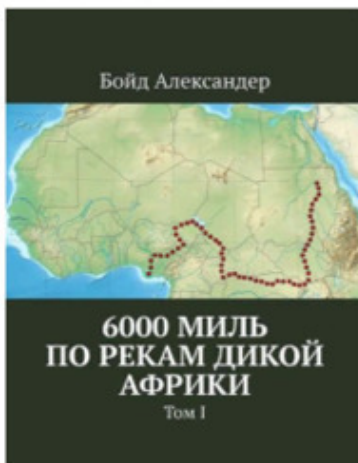 Бойд Александер
6000 МИЛЬ
ПО РЕКАМ ДИКОЙ
АФРИКИ
Том I